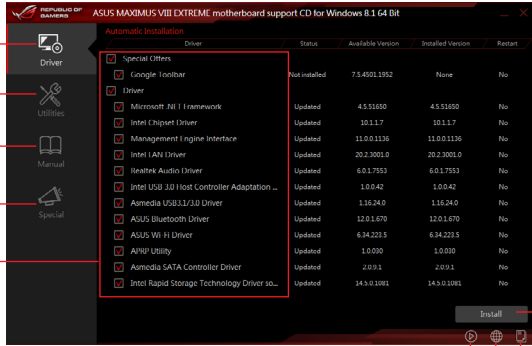 REPUBLIC OF GAMERS
ASUS MAXIMUS VIII EXTREME motherboard support CD for Windows 8.1 64 Bit
Automatic Installation
Driver Status Available Version Installed Version Restart
Special Offers
Google Toolbar Not installed 7.5.4501.1952 None No
Driver
Microsoft .NET Framework Updated 4.5.51650 4.5.51650 No
Intel Chipset Driver Updated 10.1.1.7 10.1.1.7 No
Management Engine Interface Updated 11.0.0.1136 11.0.0.1136 No
Intel LAN Driver Updated 20.2.3001.0 20.2.3001.0 No
Realtek Audio Driver Updated 6.0.1.7553 6.0.1.7553 No
Intel USB 3.0 Host Controller Adaptation ... Updated 1.0.0.42 1.0.0.42 No
Asmedia USB3.1/3.0 Driver Updated 1.16.24.0 1.16.24.0 No
ASUS Bluetooth Driver Updated 12.0.1.670 12.0.1.670 No
ASUS Wi-Fi Driver Updated 6.34.223.5 6.34.223.5 No
APRP Utility Updated 1.0.030 1.0.030 No
Asmedia SATA Controller Driver Updated 2.0.9.1 2.0.9.1 No
Intel Rapid Storage Technology Driver so... Updated 14.5.0.1081 14.5.0.1081 No
Driver
Utilities
Manual
Special
Install